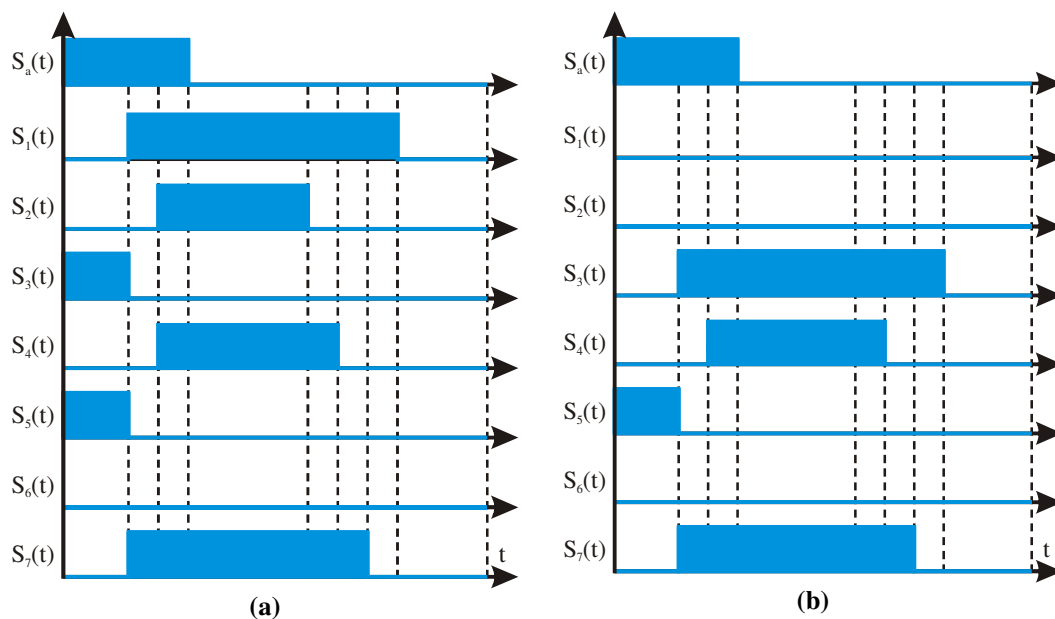 Sₐ(t)
S₁(t)
S₂(t)
S₃(t)
S₄(t)
S₅(t)
S₆(t)
S₇(t)
t
(a)
Sₐ(t)
S₁(t)
S₂(t)
S₃(t)
S₄(t)
S₅(t)
S₆(t)
S₇(t)
t
(b)